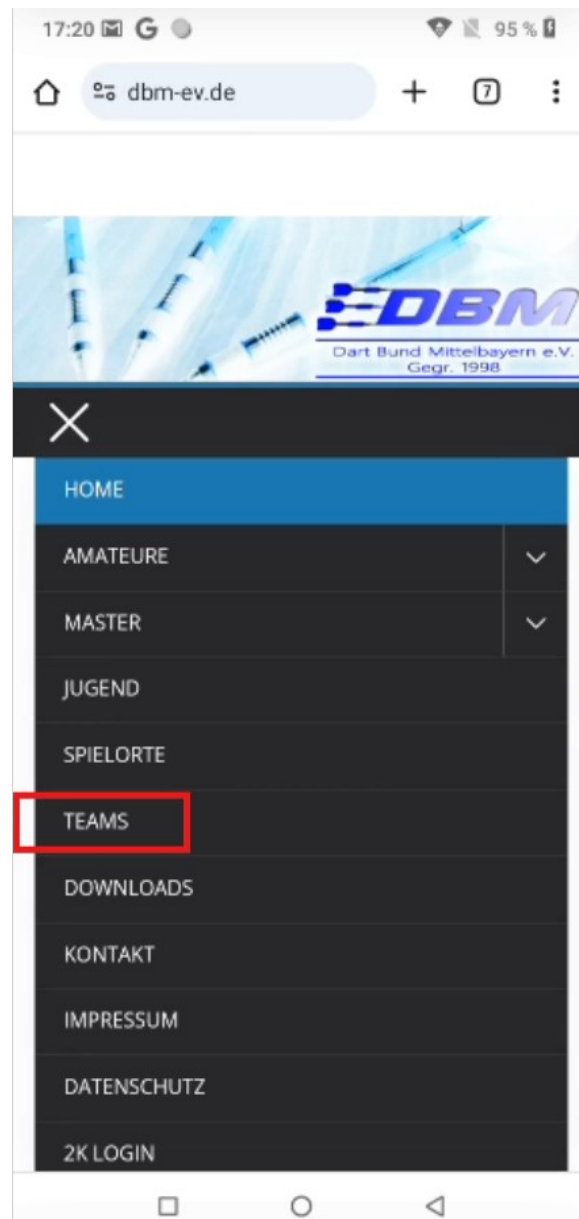 17:20 G 95 %
dbm-ev.de 7
DBM
Dart Bund Mittelbayern e.V.
Gegr. 1998
HOME
AMATEURE
MASTER
JUGEND
SPIELORTE
TEAMS
DOWNLOADS
KONTAKT
IMPRESSUM
DATENSCHUTZ
2K LOGIN